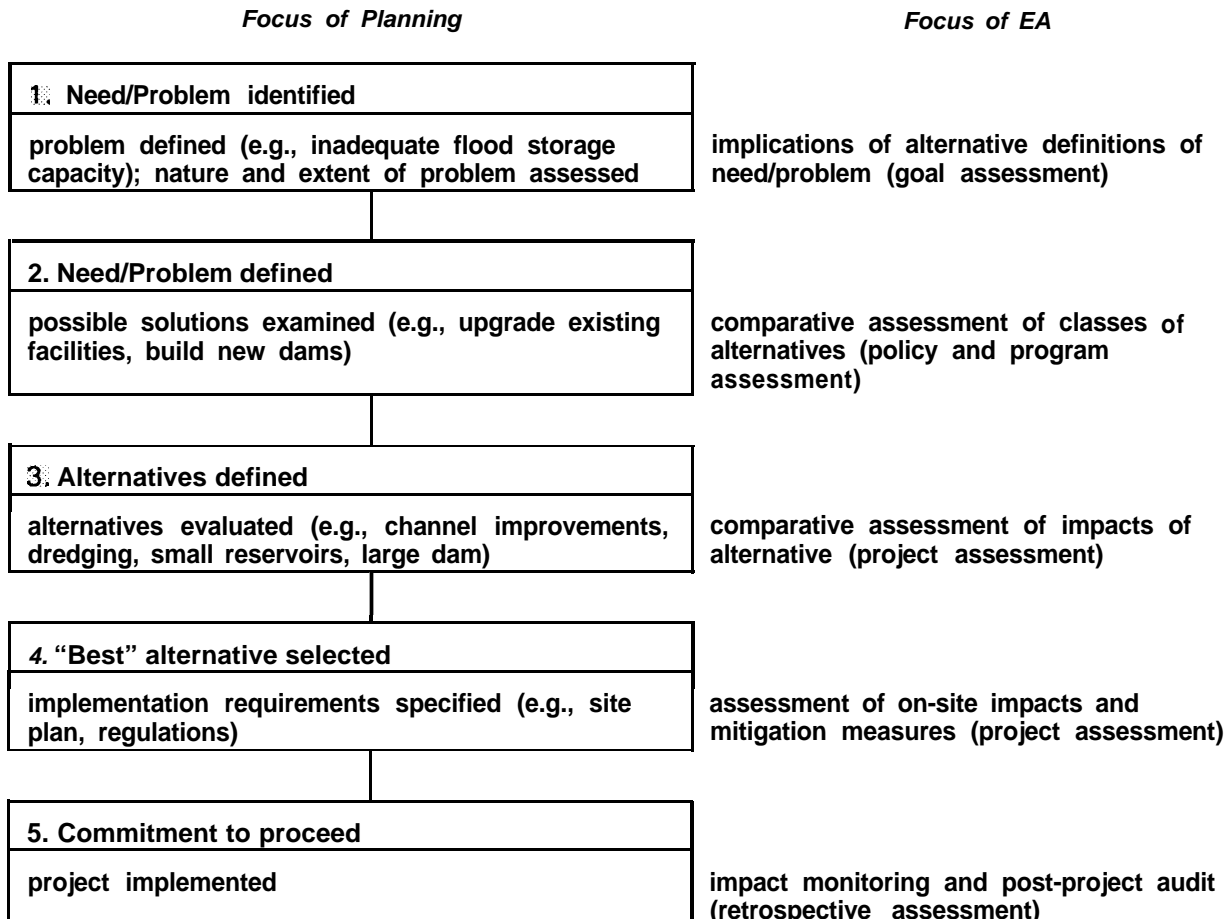 Focus of Planning
Focus of EA
1. Need/Problem identified
problem defined (e.g., inadequate flood storage
capacity); nature and extent of problem assessed
implications of alternative definitions of
need/problem (goal assessment)
2. Need/Problem defined
possible solutions examined (e.g., upgrade existing
facilities, build new dams)
comparative assessment of classes of
alternatives (policy and program
assessment)
3. Alternatives defined
alternatives evaluated (e.g., channel improvements,
dredging, small reservoirs, large dam)
comparative assessment of impacts of
alternative (project assessment)
4. “Best” alternative selected
implementation requirements specified (e.g., site
plan, regulations)
assessment of on-site impacts and
mitigation measures (project assessment)
5. Commitment to proceed
project implemented
impact monitoring and post-project audit
(retrospective assessment)